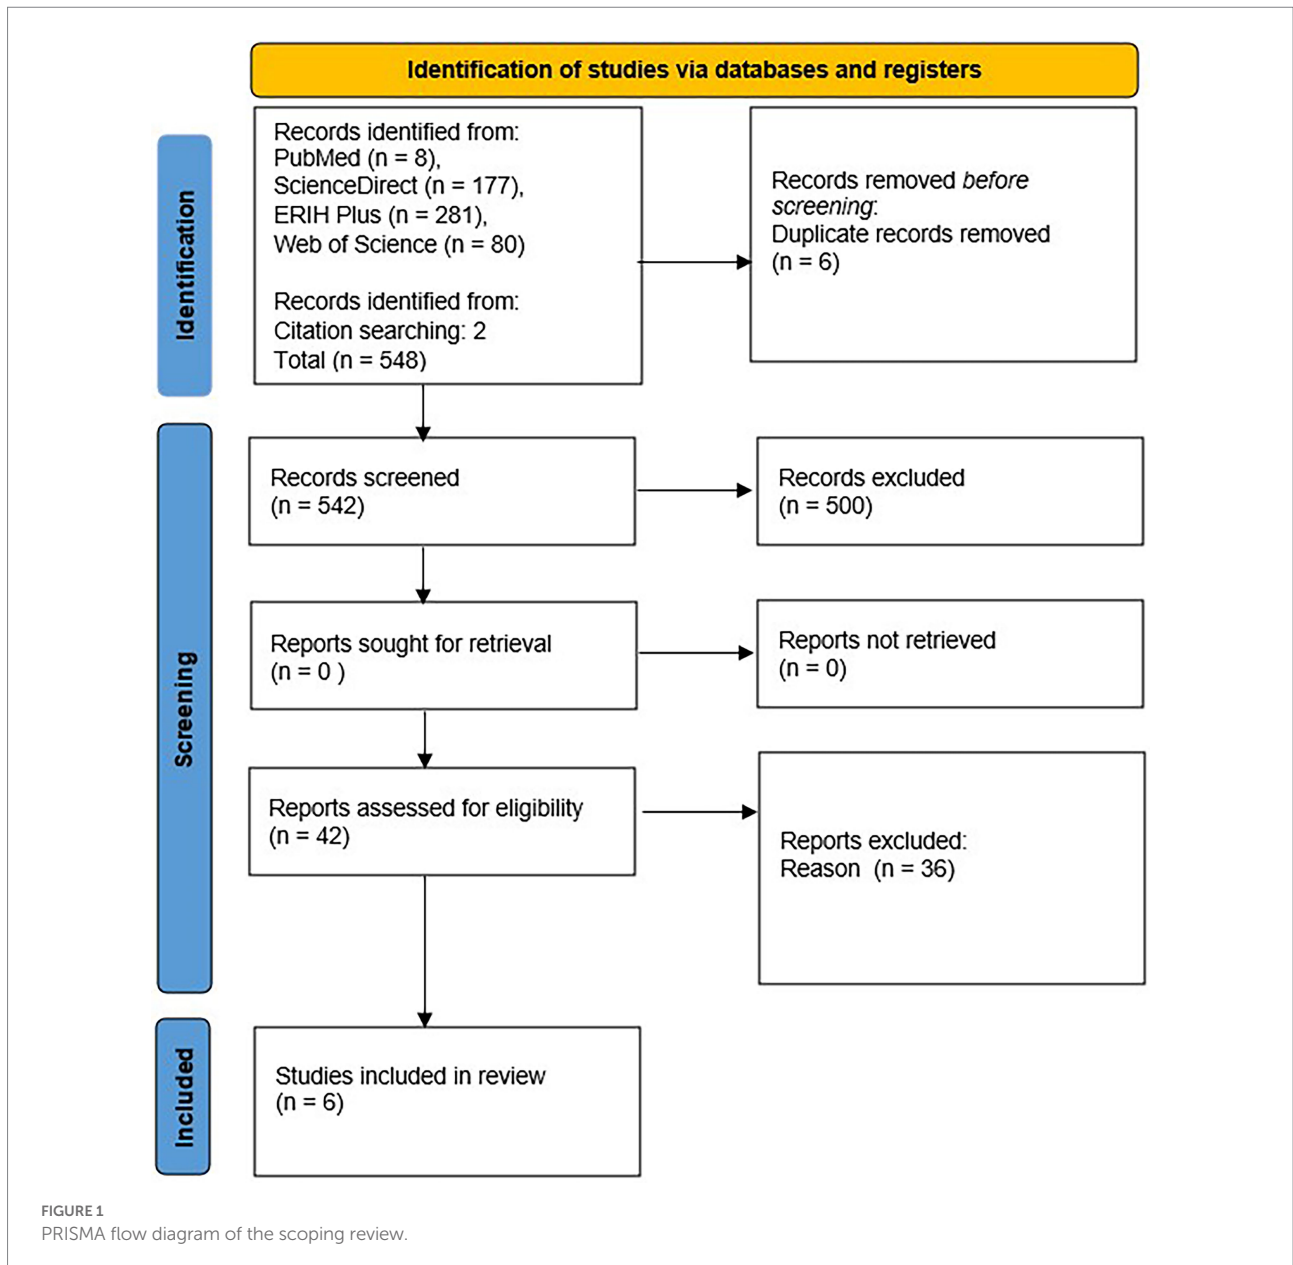 Identification of studies via databases and registers
Identification
Records identified from:
PubMed (n = 8),
ScienceDirect (n = 177),
ERIH Plus (n = 281),
Web of Science (n = 80)
Records identified from:
Citation searching: 2
Total (n = 548)
Records removed before
screening:
Duplicate records removed
(n = 6)
Screening
Records screened
(n = 542)
Records excluded
(n = 500)
Reports sought for retrieval
(n = 0 )
Reports not retrieved
(n = 0)
Reports assessed for eligibility
(n = 42)
Reports excluded:
Reason  (n = 36)
Included
Studies included in review
(n = 6)
FIGURE 1
PRISMA flow diagram of the scoping review.